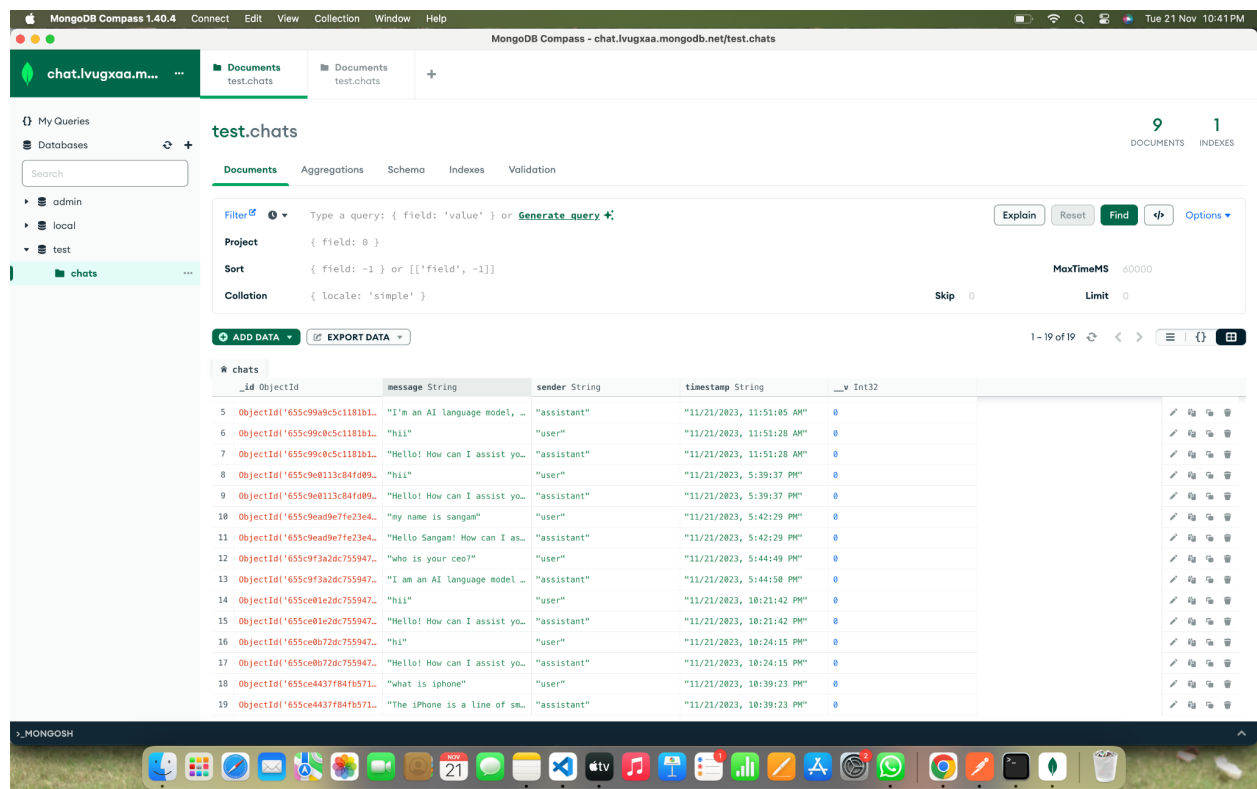 MongoDB Compass 1.40.4 Connect Edit View Collection Window Help Tue 21 Nov 10:41 PM
MongoDB Compass - chat.lvugxaa.mongodb.net/test.chats
chat.lvugxaa.m... ...
Documents
test.chats
Documents
test.chats
+
{} My Queries
Databases
Search
admin
local
test
chats ...
test.chats
9
DOCUMENTS
1
INDEXES
Documents Aggregations Schema Indexes Validation
Filter Type a query: { field: 'value' } or Generate query Explain Reset Find </> Options
Project { field: 0 }
Sort { field: -1 } or [['field', -1]] MaxTimeMS 60000
Collation { locale: 'simple' } Skip 0 Limit 0
ADD DATA EXPORT DATA 1 – 19 of 19 < > {}
chats
_id ObjectId message String sender String timestamp String __v Int32
5 ObjectId('655c99a9c5c1181b1… "I'm an AI language model, … "assistant" "11/21/2023, 11:51:05 AM" 0
6 ObjectId('655c99c0c5c1181b1… "hii" "user" "11/21/2023, 11:51:28 AM" 0
7 ObjectId('655c99c0c5c1181b1… "Hello! How can I assist yo… "assistant" "11/21/2023, 11:51:28 AM" 0
8 ObjectId('655c9e0113c84fd09… "hii" "user" "11/21/2023, 5:39:37 PM" 0
9 ObjectId('655c9e0113c84fd09… "Hello! How can I assist yo… "assistant" "11/21/2023, 5:39:37 PM" 0
10 ObjectId('655c9ead9e7fe23e4… "my name is sangam" "user" "11/21/2023, 5:42:29 PM" 0
11 ObjectId('655c9ead9e7fe23e4… "Hello Sangam! How can I as… "assistant" "11/21/2023, 5:42:29 PM" 0
12 ObjectId('655c9f3a2dc755947… "who is your ceo?" "user" "11/21/2023, 5:44:49 PM" 0
13 ObjectId('655c9f3a2dc755947… "I am an AI language model … "assistant" "11/21/2023, 5:44:50 PM" 0
14 ObjectId('655ce01e2dc755947… "hii" "user" "11/21/2023, 10:21:42 PM" 0
15 ObjectId('655ce01e2dc755947… "Hello! How can I assist yo… "assistant" "11/21/2023, 10:21:42 PM" 0
16 ObjectId('655ce0b72dc755947… "hi" "user" "11/21/2023, 10:24:15 PM" 0
17 ObjectId('655ce0b72dc755947… "Hello! How can I assist yo… "assistant" "11/21/2023, 10:24:15 PM" 0
18 ObjectId('655ce4437f84fb571… "what is iphone" "user" "11/21/2023, 10:39:23 PM" 0
19 ObjectId('655ce4437f84fb571… "The iPhone is a line of sm… "assistant" "11/21/2023, 10:39:23 PM" 0
>_MONGOSH
NOV
21
tv
1
2